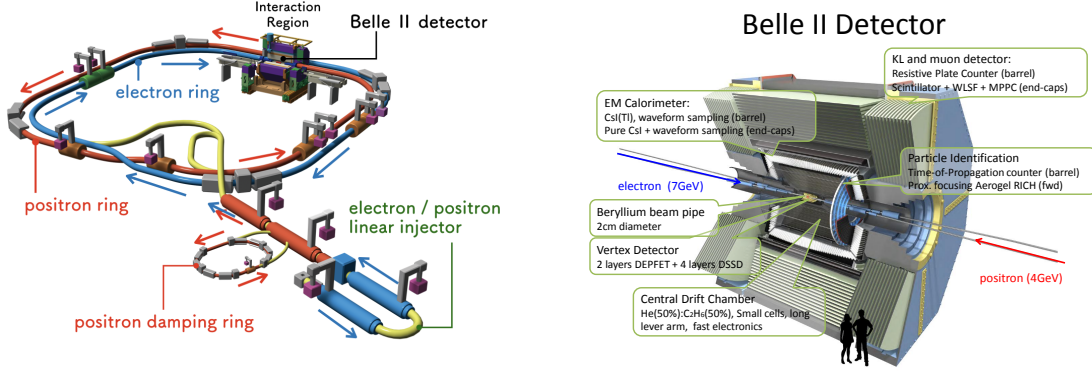 Interaction
Region
Belle II detector
electron ring
positron ring
electron / positron
linear injector
positron damping ring
Belle II Detector
KL and muon detector:
Resistive Plate Counter (barrel)
Scintillator + WLSF + MPPC (end-caps)
EM Calorimeter:
CsI(Tl), waveform sampling (barrel)
Pure CsI + waveform sampling (end-caps)
Particle Identification
Time-of-Propagation counter (barrel)
Prox. focusing Aerogel RICH (fwd)
electron (7GeV)
Beryllium beam pipe
2cm diameter
Vertex Detector
2 layers DEPFET + 4 layers DSSD
positron (4GeV)
Central Drift Chamber
He(50%):C₂H₆(50%), Small cells, long
lever arm, fast electronics